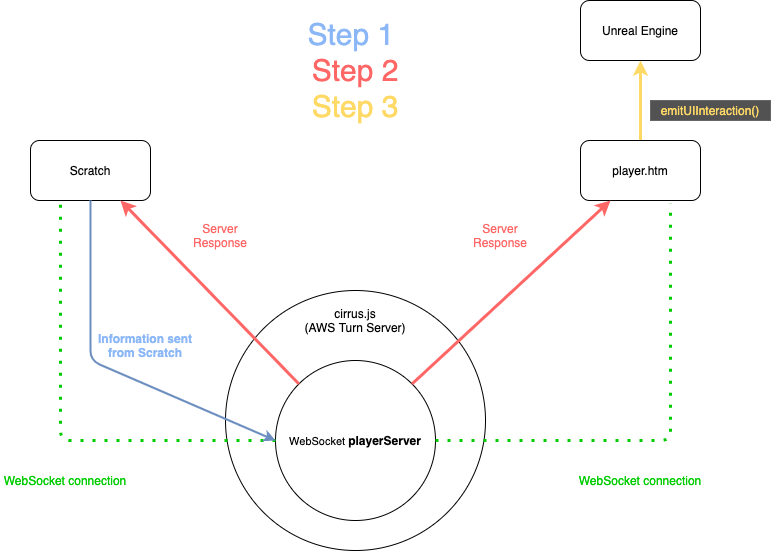 Step 1
Step 2
Step 3
Unreal Engine
emitUIInteraction()
Scratch
player.htm
Server
Response
Server
Response
cirrus.js
(AWS Turn Server)
Information sent
from Scratch
WebSocket playerServer
WebSocket connection
WebSocket connection